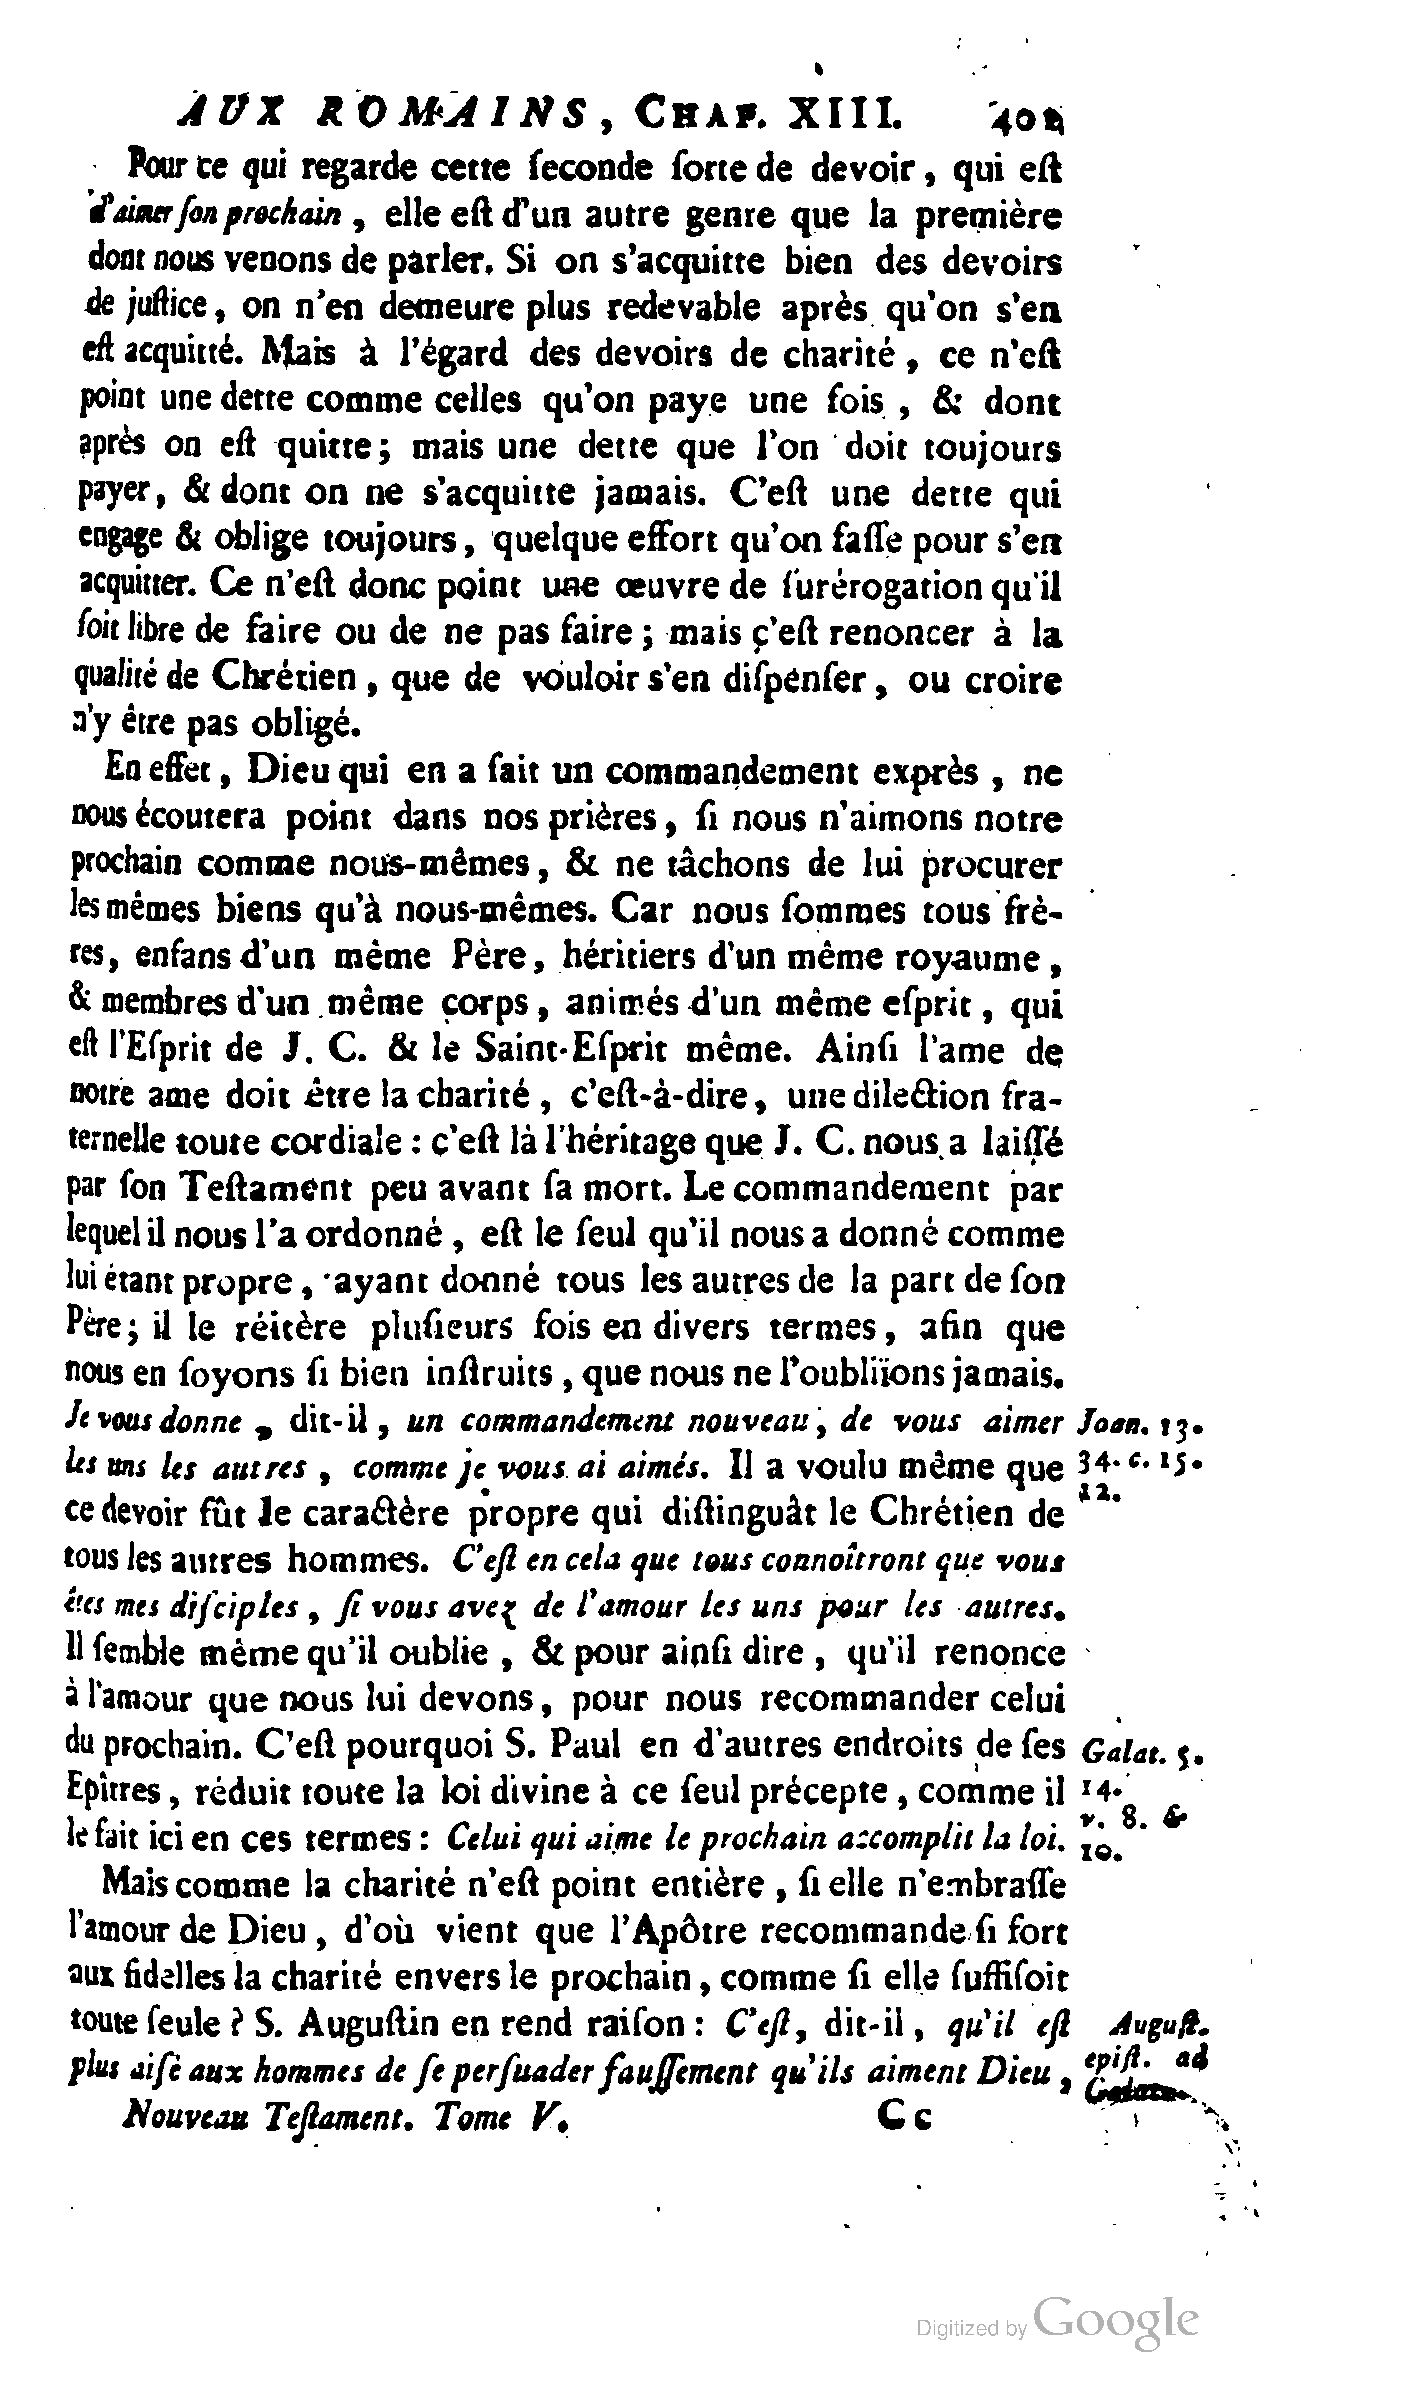 AUX ROMAINS, CHAP. XIII. 401
Pour ce qui regarde cette ſeconde ſorte de devoir, qui eſt
d'aimer ſon prochain, elle eſt d'un autre genre que la première
dont nous venons de parler. Si on s'acquitte bien des devoirs
de juſtice, on n'en demeure plus redevable après qu'on s'en
eſt acquitté. Mais à l'égard des devoirs de charité, ce n'eſt
point une dette comme celles qu'on paye une fois, & dont
après on eſt quitte; mais une dette que l'on doit toujours
payer, & dont on ne s'acquitte jamais. C'eſt une dette qui
engage & oblige toujours, quelque effort qu'on faſſe pour s'en
acquitter. Ce n'eſt donc point une œuvre de ſurérogation qu'il
ſoit libre de faire ou de ne pas faire; mais c'eſt renoncer à la
qualité de Chrétien, que de vouloir s'en diſpenſer, ou croire
n'y être pas obligé.
En effet, Dieu qui en a fait un commandement exprès, ne
nous écoutera point dans nos prières, ſi nous n'aimons notre
prochain comme nous-mêmes, & ne tâchons de lui procurer
les mêmes biens qu'à nous-mêmes. Car nous ſommes tous frè-
res, enfans d'un même Père, héritiers d'un même royaume,
& membres d'un même corps, animés d'un même eſprit, qui
eſt l'Eſprit de J. C. & le Saint-Eſprit même. Ainſi l'ame de
notre ame doit être la charité, c'eſt-à-dire, une dilection fra-
ternelle toute cordiale: c'eſt là l'héritage que J. C. nous a laiſſé
par ſon Teſtament peu avant ſa mort. Le commandement par
lequel il nous l'a ordonné, eſt le ſeul qu'il nous a donné comme
lui étant propre, ayant donné tous les autres de la part de ſon
Père; il le réitère pluſieurs fois en divers termes, afin que
nous en ſoyons ſi bien inſtruits, que nous ne l'oubliïons jamais.
Je vous donne, dit-il, un commandement nouveau, de vous aimer Joan. 13.
les uns les autres, comme je vous ai aimés. Il a voulu même que 34. c. 15.
12.
ce devoir fût le caractère propre qui diſtinguât le Chrétien de
tous les autres hommes. C'eſt en cela que tous connoîtront que vous
êtes mes diſciples, ſi vous avez de l'amour les uns pour les autres.
Il ſemble même qu'il oublie, & pour ainſi dire, qu'il renonce
à l'amour que nous lui devons, pour nous recommander celui
du prochain. C'eſt pourquoi S. Paul en d'autres endroits de ſes Galat. 5.
Epîtres, réduit toute la loi divine à ce ſeul précepte, comme il 14.
v. 8. &
le fait ici en ces termes: Celui qui aime le prochain accomplit la loi. 10.
Mais comme la charité n'eſt point entière, ſi elle n'embraſſe
l'amour de Dieu, d'où vient que l'Apôtre recommande ſi fort
aux fidelles la charité envers le prochain, comme ſi elle ſuffiſoit
toute ſeule? S. Auguſtin en rend raiſon: C'eſt, dit-il, qu'il eſt Auguſt.
plus aiſé aux hommes de ſe perſuader fauſſement qu'ils aiment Dieu, epiſt. ad
Galat.
Nouveau Teſtament. Tome V. Cc
Digitized by Google